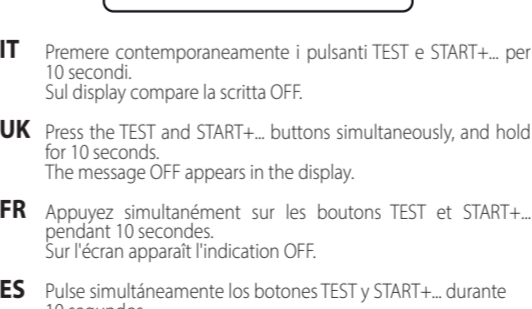 IT Premere contemporaneamente i pulsanti TEST e START+... per
10 secondi.
Sul display compare la scritta OFF.
UK Press the TEST and START+... buttons simultaneously, and hold
for 10 seconds.
The message OFF appears in the display.
FR Appuyez simultanément sur les boutons TEST et START+...
pendant 10 secondes.
Sur l'écran apparaît l'indication OFF.
ES Pulse simultáneamente los botones TEST y START+... durante
10 segundos.